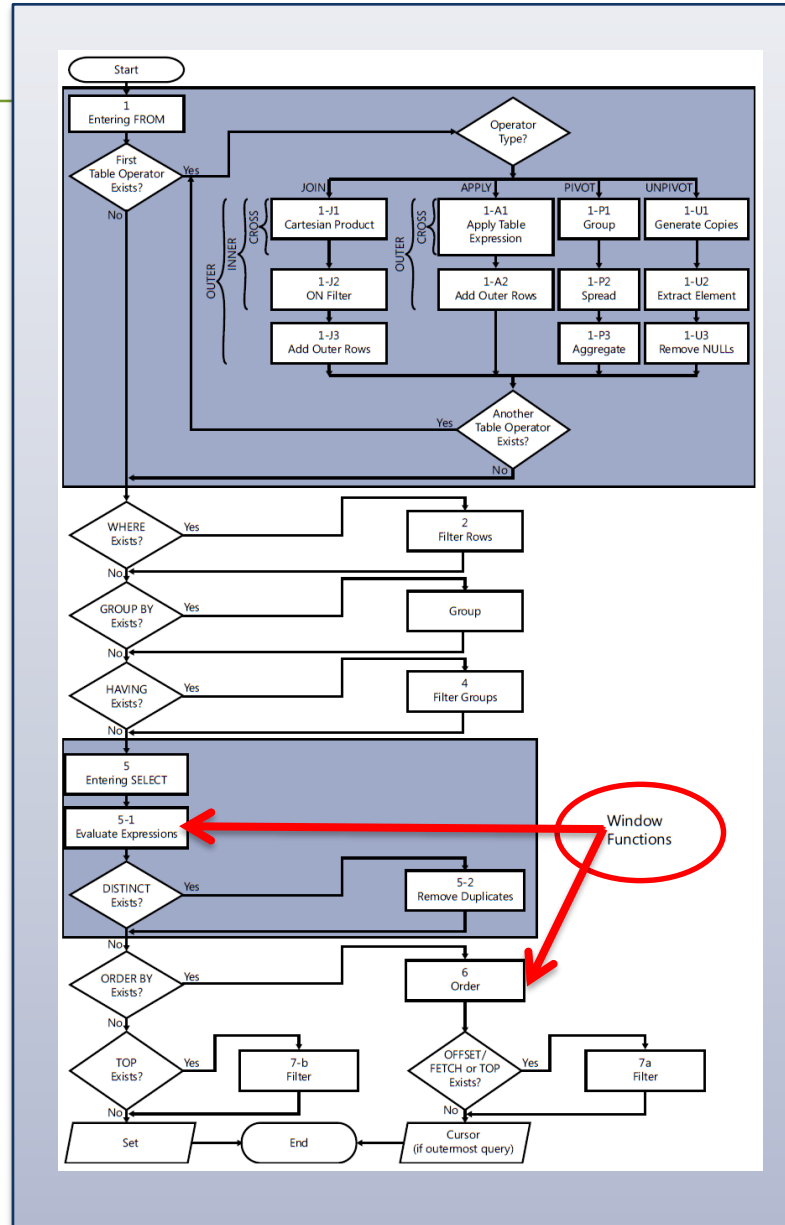 Start
1
Entering FROM
First
Table Operator
Exists?
Yes
No
Operator
Type?
JOIN
APPLY
PIVOT
UNPIVOT
OUTER
INNER
CROSS
1-J1
Cartesian Product
1-J2
ON Filter
1-J3
Add Outer Rows
OUTER
CROSS
1-A1
Apply Table
Expression
1-A2
Add Outer Rows
1-P1
Group
1-P2
Spread
1-P3
Aggregate
1-U1
Generate Copies
1-U2
Extract Element
1-U3
Remove NULLs
Another
Table Operator
Exists?
Yes
No
WHERE
Exists?
Yes
No
2
Filter Rows
GROUP BY
Exists?
Yes
No
Group
HAVING
Exists?
Yes
No
4
Filter Groups
5
Entering SELECT
5-1
Evaluate Expressions
Window
Functions
DISTINCT
Exists?
Yes
No
5-2
Remove Duplicates
ORDER BY
Exists?
Yes
No
6
Order
TOP
Exists?
Yes
No
7-b
Filter
OFFSET/
FETCH or TOP
Exists?
Yes
No
7a
Filter
Set
End
Cursor
(if outermost query)